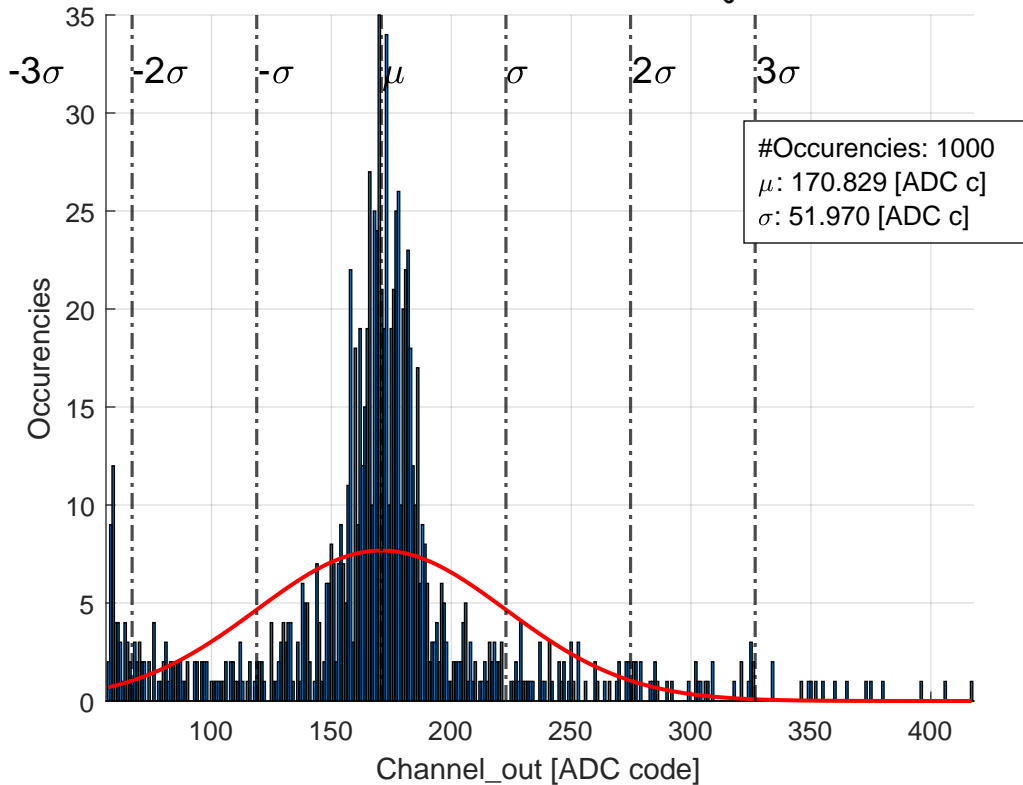 35
30
25
20
15
10
5
0
-3σ
-2σ
-σ
μ
σ
2σ
3σ
#Occurencies: 1000
μ: 170.829 [ADC c]
σ: 51.970 [ADC c]
Occurencies
100
150
200
250
300
350
400
Channel_out [ADC code]